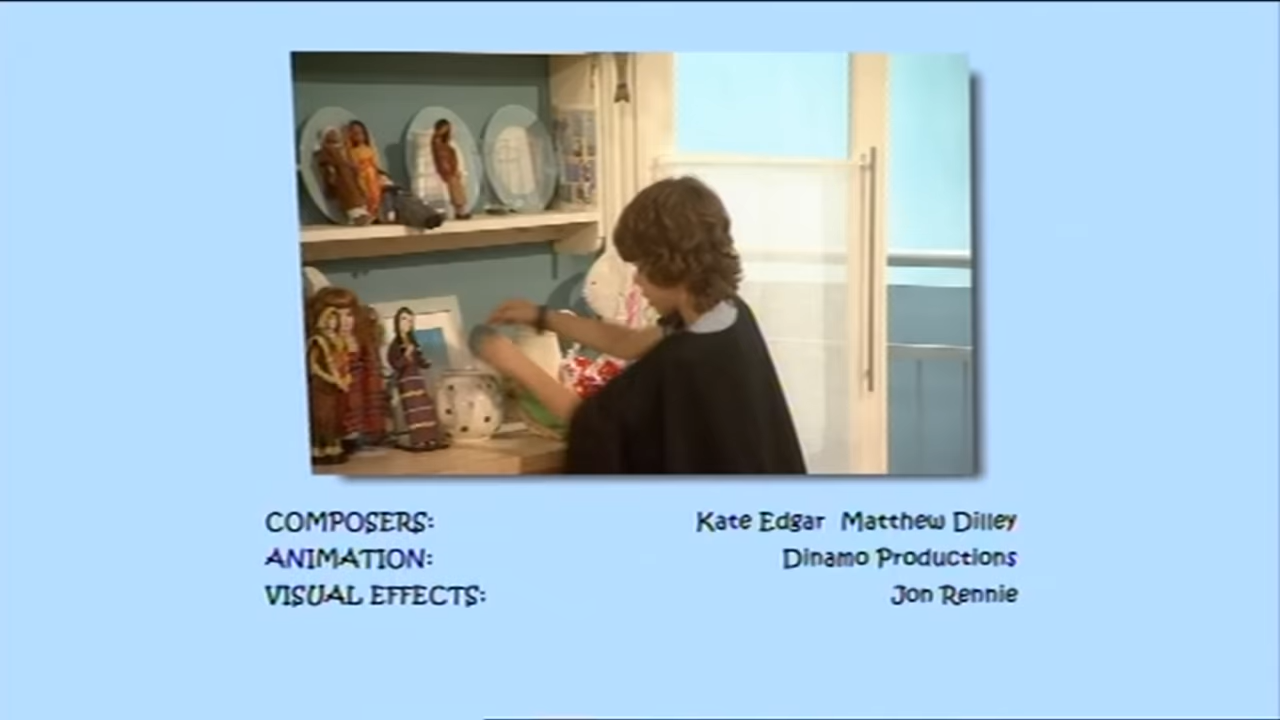 COMPOSERS: Kate Edgar Matthew Dilley
ANIMATION: Dinamo Productions
VISUAL EFFECTS: Jon Rennie